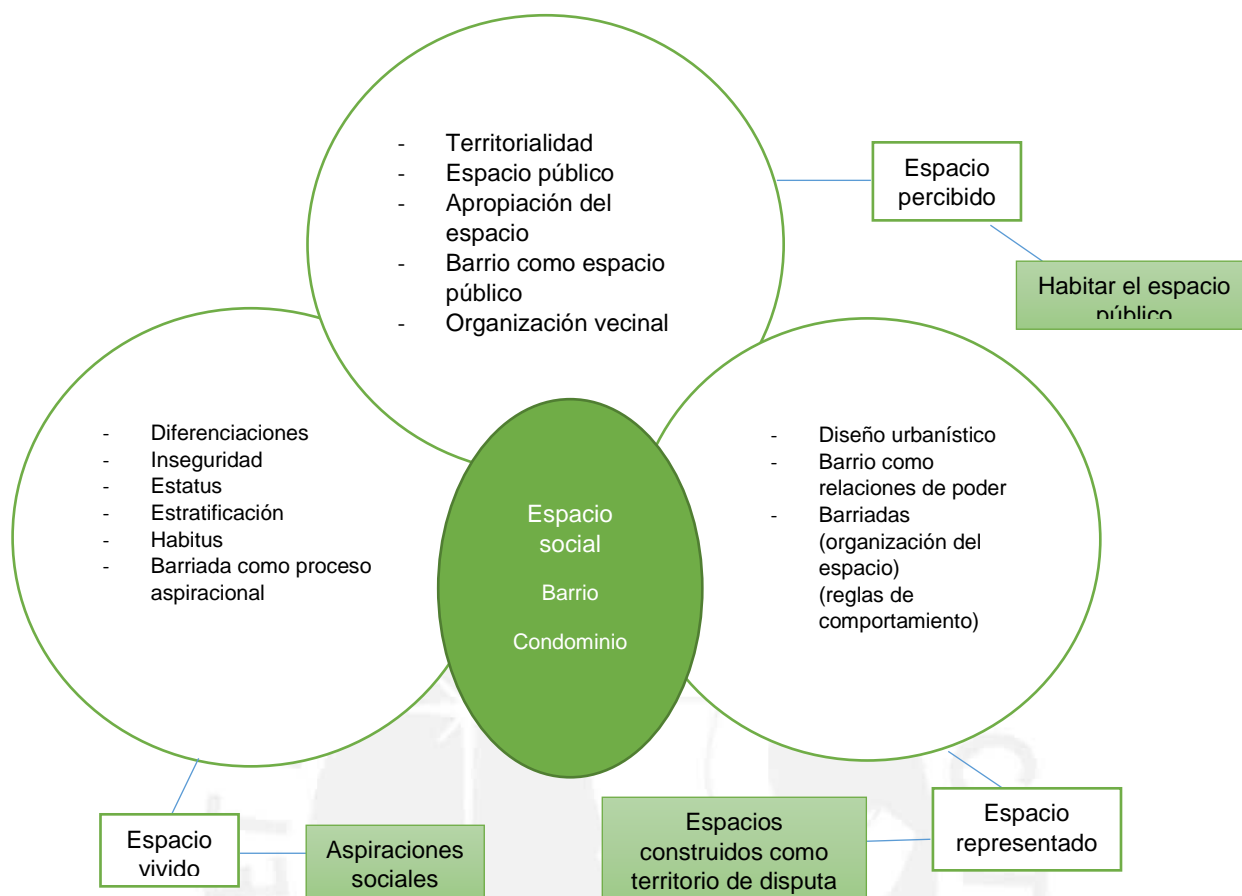 - Territorialidad
- Espacio público
- Apropiación del
espacio
- Barrio como espacio
público
- Organización vecinal
Espacio
percibido
Habitar el espacio
público
- Diferenciaciones
- Inseguridad
- Estatus
- Estratificación
- Habitus
- Barriada como proceso
aspiracional
Espacio
social
Barrio
Condominio
- Diseño urbanístico
- Barrio como
relaciones de poder
- Barriadas
(organización del
espacio)
(reglas de
comportamiento)
Espacio
vivido
Aspiraciones
sociales
Espacios
construidos como
territorio de disputa
Espacio
representado